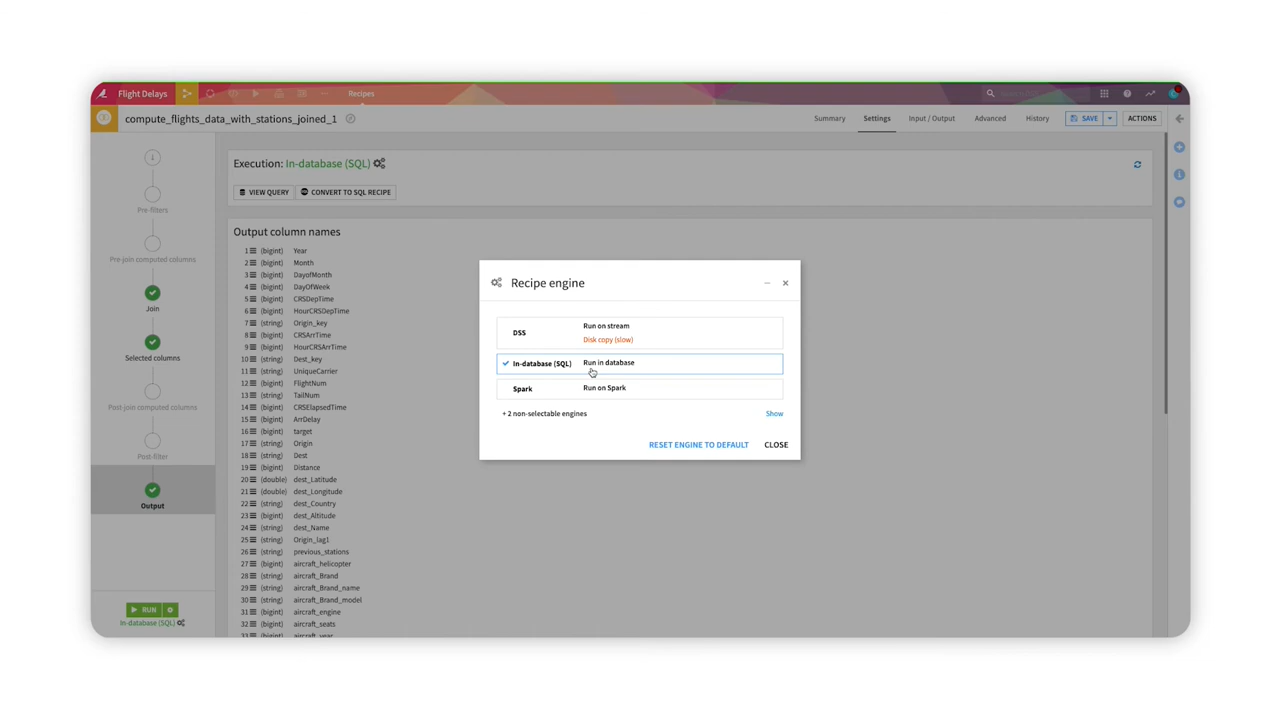 Flight Delays
Recipes
compute_flights_data_with_stations_joined_1
Summary
Settings
Input / Output
Advanced
History
SAVE
ACTIONS
Pre-filters
Pre-join computed columns
Join
Selected columns
Post-join computed columns
Post-filter
Output
RUN
In-database (SQL)
Execution: In-database (SQL)
VIEW QUERY
CONVERT TO SQL RECIPE
Output column names
1 (bigint) Year
2 (bigint) Month
3 (bigint) DayofMonth
4 (bigint) DayOfWeek
5 (bigint) CRSDepTime
6 (bigint) HourCRSDepTime
7 (string) Origin_key
8 (bigint) CRSArrTime
9 (bigint) HourCRSArrTime
10 (string) Dest_key
11 (string) UniqueCarrier
12 (bigint) FlightNum
13 (string) TailNum
14 (bigint) CRSElapsedTime
15 (bigint) ArrDelay
16 (bigint) target
17 (string) Origin
18 (string) Dest
19 (bigint) Distance
20 (double) dest_Latitude
21 (double) dest_Longitude
22 (string) dest_Country
23 (bigint) dest_Altitude
24 (string) dest_Name
25 (string) Origin_lag1
26 (string) previous_stations
27 (bigint) aircraft_helicopter
28 (string) aircraft_Brand
29 (string) aircraft_Brand_name
30 (string) aircraft_Brand_model
31 (bigint) aircraft_engine
32 (bigint) aircraft_seats
33 (bigint) aircraft_year
Recipe engine
DSS
Run on stream
Disk copy (slow)
In-database (SQL)
Run in database
Spark
Run on Spark
+ 2 non-selectable engines
Show
RESET ENGINE TO DEFAULT
CLOSE